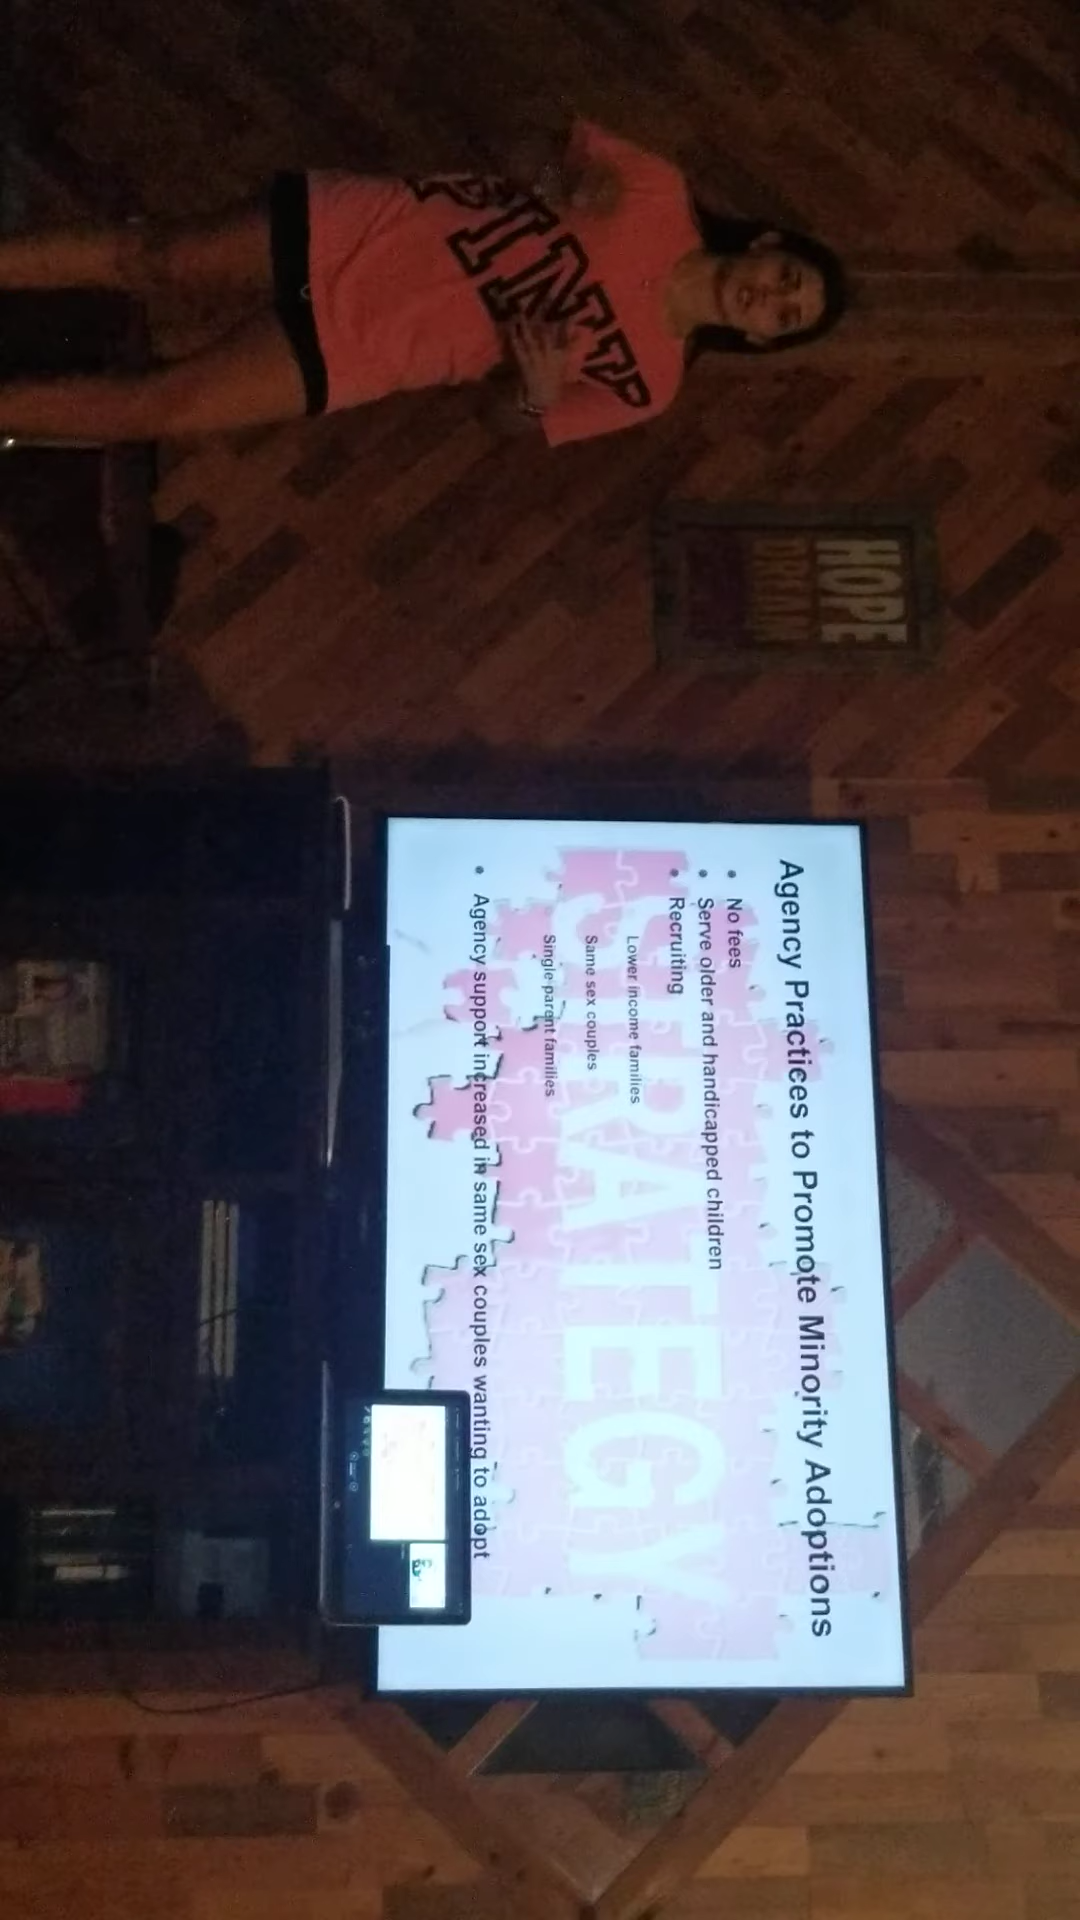 PINK
HOPE
DREAM
Agency Practices to Promote Minority Adoptions
• No fees
• Serve older and handicapped children
• Recruiting
Lower income families
Same sex couples
Single parent families
• Agency support increased in same sex couples wanting to adopt
STRATEGY